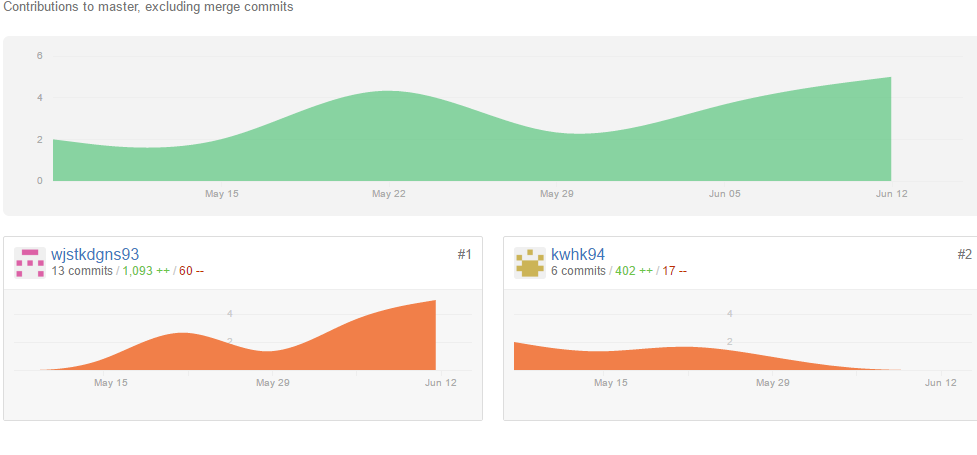 Contributions to master, excluding merge commits
6
4
2
0
May 15 May 22 May 29 Jun 05 Jun 12
wjstkdgns93 #1
13 commits / 1,093 ++ / 60 --
4
2
May 15 May 29 Jun 12
kwhk94 #2
6 commits / 402 ++ / 17 --
4
2
May 15 May 29 Jun 12